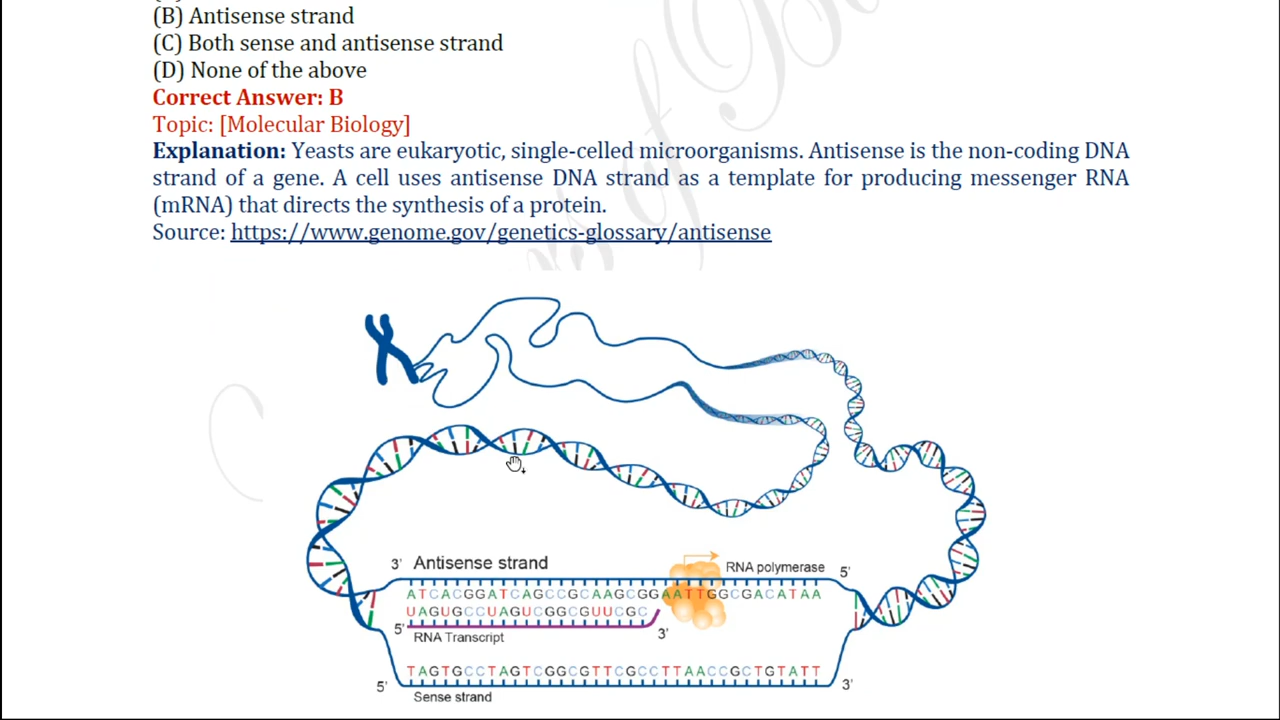 (B) Antisense strand
(C) Both sense and antisense strand
(D) None of the above
Correct Answer: B
Topic: [Molecular Biology]
Explanation: Yeasts are eukaryotic, single-celled microorganisms. Antisense is the non-coding DNA
strand of a gene. A cell uses antisense DNA strand as a template for producing messenger RNA
(mRNA) that directs the synthesis of a protein.
Source: https://www.genome.gov/genetics-glossary/antisense
3' Antisense strand RNA polymerase 5'
ATCACGGATCAGCCGCAAGCGGAATTGGCGACATAA
UAGUGCCUAGUCGGCGUUCGC
5' RNA Transcript 3'
TAGTGCCTAGTCGGCGTTCGCCTTAACCGCTGTATT
5' Sense strand 3'